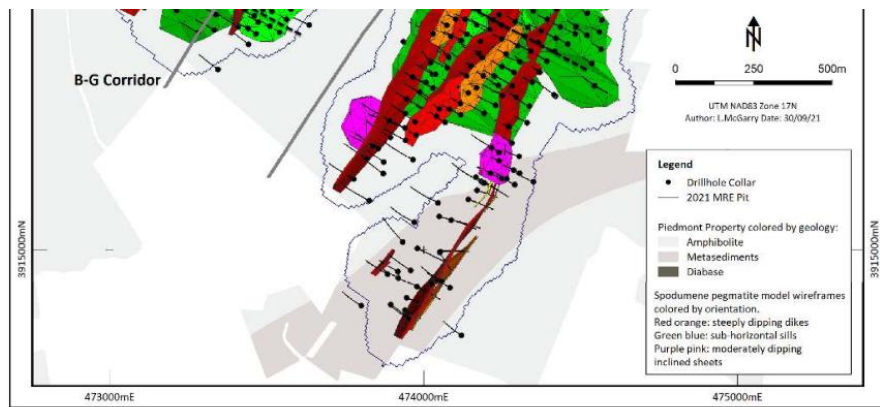 N
B-G Corridor
0 250 500m
UTM NAD83 Zone 17N
Author: L.McGarry Date: 30/09/21
Legend
Drillhole Collar
2021 MRE Pit
Piedmont Property colored by geology:
Amphibolite
Metasediments
Diabase
Spodumene pegmatite model wireframes
colored by orientation.
Red orange: steeply dipping dikes
Green blue: sub-horizontal sills
Purple pink: moderately dipping
inclined sheets
3915000mN
3915000mN
473000mE
474000mE
475000mE